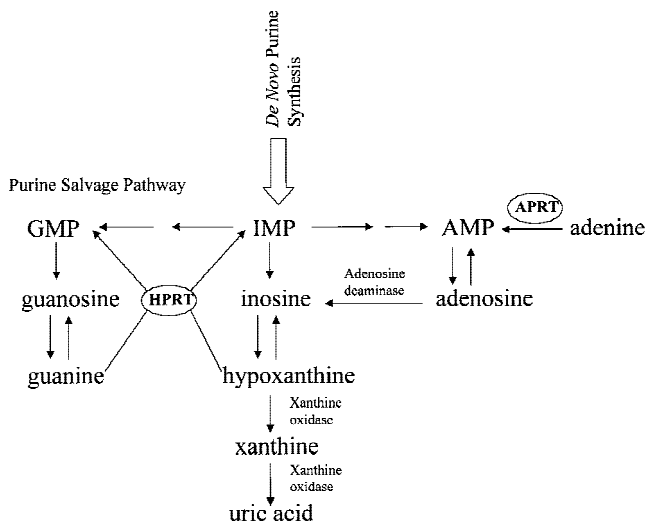 De Novo Purine
Synthesis
Purine Salvage Pathway
GMP
IMP
AMP
APRT
adenine
guanosine
HPRT
inosine
Adenosine
deaminase
adenosine
guanine
hypoxanthine
Xanthine
oxidase
xanthine
Xanthine
oxidase
uric acid